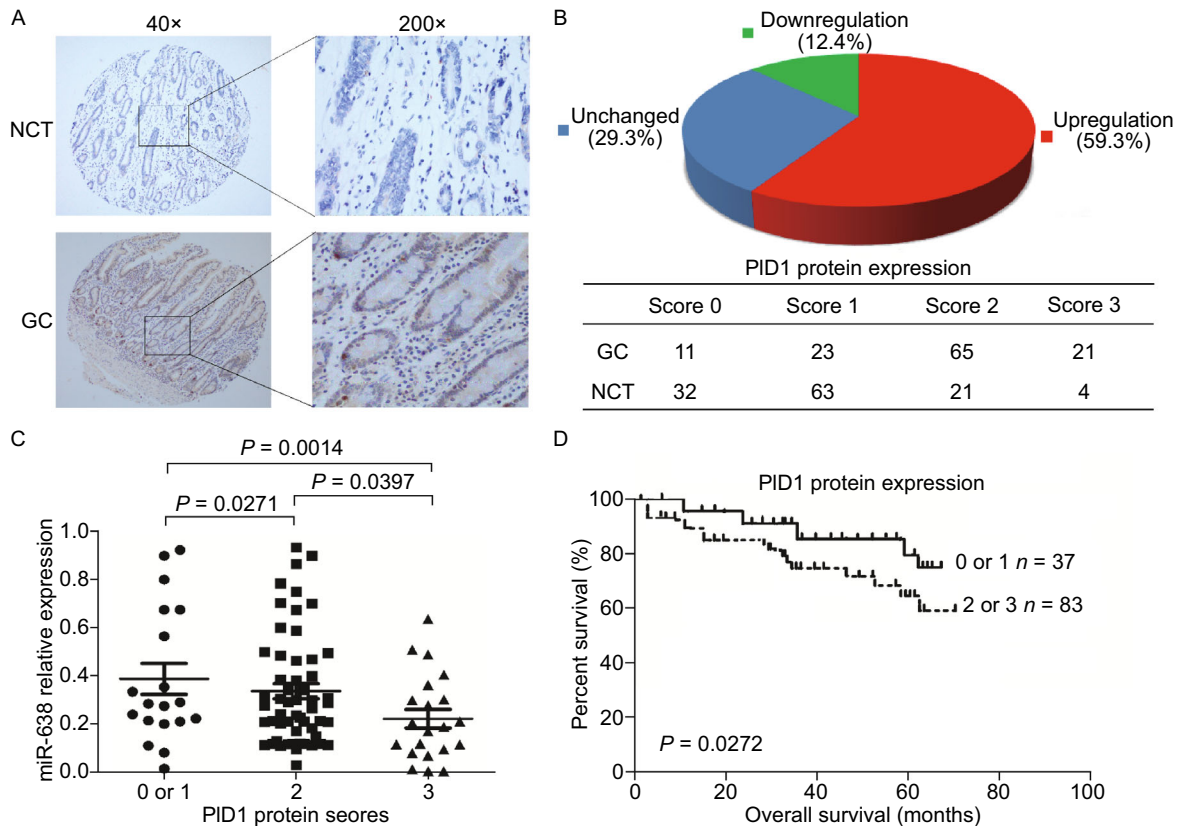 A
40×
200×
NCT
GC
B
Downregulation
(12.4%)
Unchanged
(29.3%)
Upregulation
(59.3%)
PID1 protein expression
Score 0 Score 1 Score 2 Score 3
GC 11 23 65 21
NCT 32 63 21 4
C
P = 0.0014
P = 0.0271
P = 0.0397
miR-638 relative expression
1.0
0.8
0.6
0.4
0.2
0.0
0 or 1 2 3
PID1 protein seores
D
PID1 protein expression
Percent survival (%)
100
80
60
40
20
0
0 or 1 n = 37
2 or 3 n = 83
P = 0.0272
0 20 40 60 80 100
Overall survival (months)